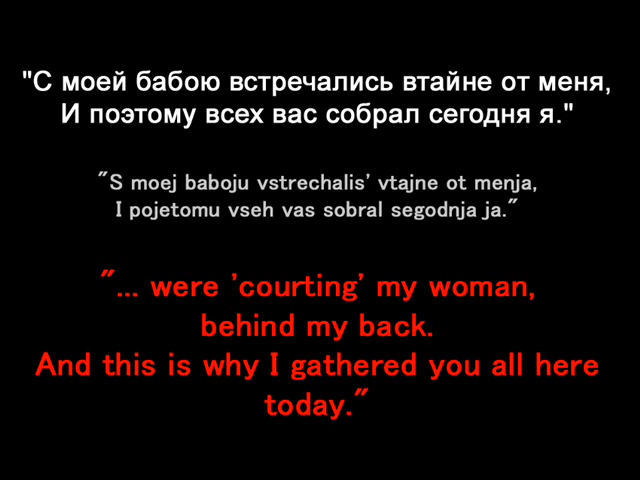 "С моей бабою встречались втайне от меня,
И поэтому всех вас собрал сегодня я."
"S moej baboju vstrechalis' vtajne ot menja,
I pojetomu vseh vas sobral segodnja ja."
"... were 'courting' my woman,
behind my back.
And this is why I gathered you all here
today."